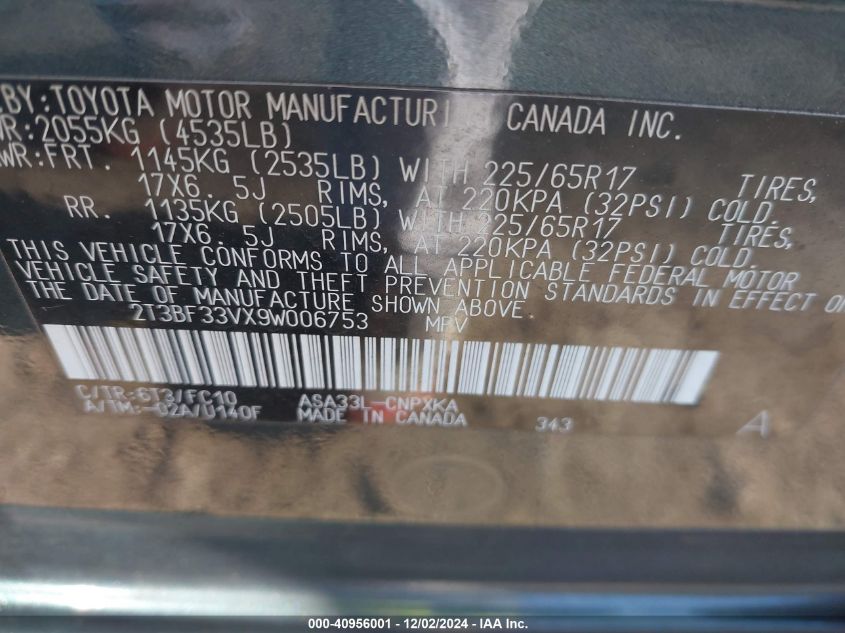 BY: TOYOTA MOTOR MANUFACTURING CANADA INC.
WR: 2055KG (4535LB)
WR: FRT. 1145KG (2535LB) WITH 225/65R17 TIRES,
17X6. 5J RIMS, AT 220KPA (32PSI) COLD.
RR. 1135KG (2505LB) WITH 225/65R17 TIRES,
17X6. 5J RIMS, AT 220KPA (32PSI) COLD.
THIS VEHICLE CONFORMS TO ALL APPLICABLE FEDERAL MOTOR
VEHICLE SAFETY AND THEFT PREVENTION STANDARDS IN EFFECT ON
THE DATE OF MANUFACTURE SHOWN ABOVE.
2T3BF33VX9W006753 MPV
C/TR: 6T3/FC10 ASA33L-CNPXKA
A/TM: -02A/U140F MADE IN CANADA 343 A
000-40956001 - 12/02/2024 - IAA Inc.